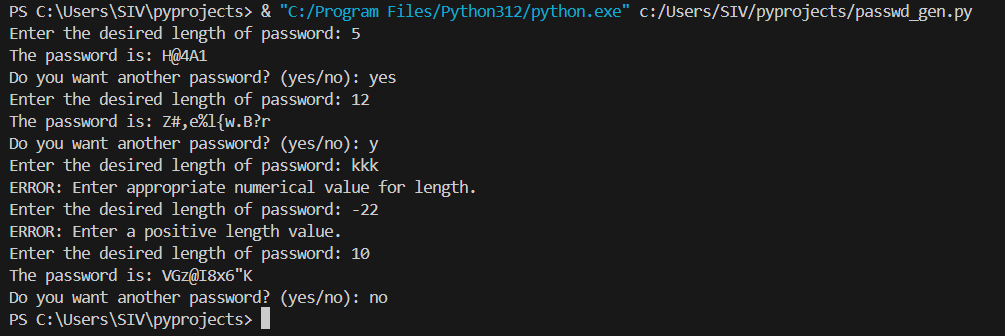 PS C:\Users\SIV\pyprojects> & "C:/Program Files/Python312/python.exe" c:/Users/SIV/pyprojects/passwd_gen.py
Enter the desired length of password: 5
The password is: H@4A1
Do you want another password? (yes/no): yes
Enter the desired length of password: 12
The password is: Z#,e%l{w.B?r
Do you want another password? (yes/no): y
Enter the desired length of password: kkk
ERROR: Enter appropriate numerical value for length.
Enter the desired length of password: -22
ERROR: Enter a positive length value.
Enter the desired length of password: 10
The password is: VGz@I8x6"K
Do you want another password? (yes/no): no
PS C:\Users\SIV\pyprojects>